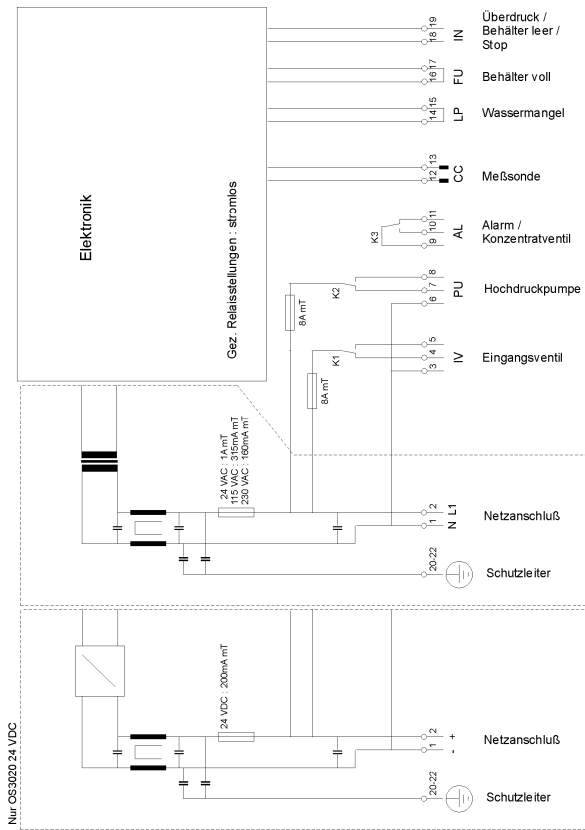 Elektronik
Gez. Relaisstellungen : stromlos
19
18
IN
Überdruck /
Behälter leer /
Stop
17
16
FU
Behälter voll
15
14
LP
Wassermangel
13
12
CC
Meßsonde
11
10
9
K3
AL
Alarm /
Konzentratventil
8
7
6
K2
8A mT
PU
Hochdruckpumpe
5
4
3
K1
8A mT
IV
Eingangsventil
24 VAC : 1A mT
115 VAC : 315mA mT
230 VAC : 160mA mT
2
1
L1
N
Netzanschluß
20-22
Schutzleiter
Nur OS3020 24 VDC
24 VDC : 200mA mT
2
1
+
-
Netzanschluß
20-22
Schutzleiter